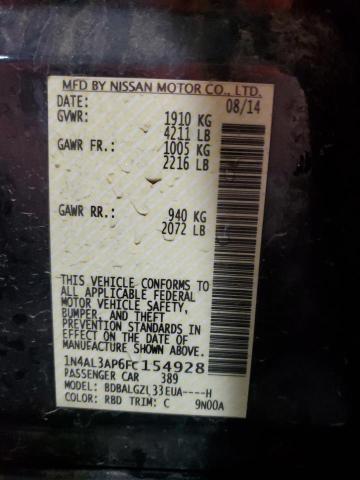 MFD BY NISSAN MOTOR CO., LTD.
DATE: 08/14
GVWR: 1910 KG
4211 LB
GAWR FR.: 1005 KG
2216 LB
GAWR RR.: 940 KG
2072 LB
THIS VEHICLE CONFORMS TO
ALL APPLICABLE FEDERAL
MOTOR VEHICLE SAFETY,
BUMPER, AND THEFT
PREVENTION STANDARDS IN
EFFECT ON THE DATE OF
MANUFACTURE SHOWN ABOVE.
1N4AL3AP6FC154928
PASSENGER CAR 389
MODEL: BDBALGZL33EUA----H
COLOR: RBD TRIM: C 9N00A